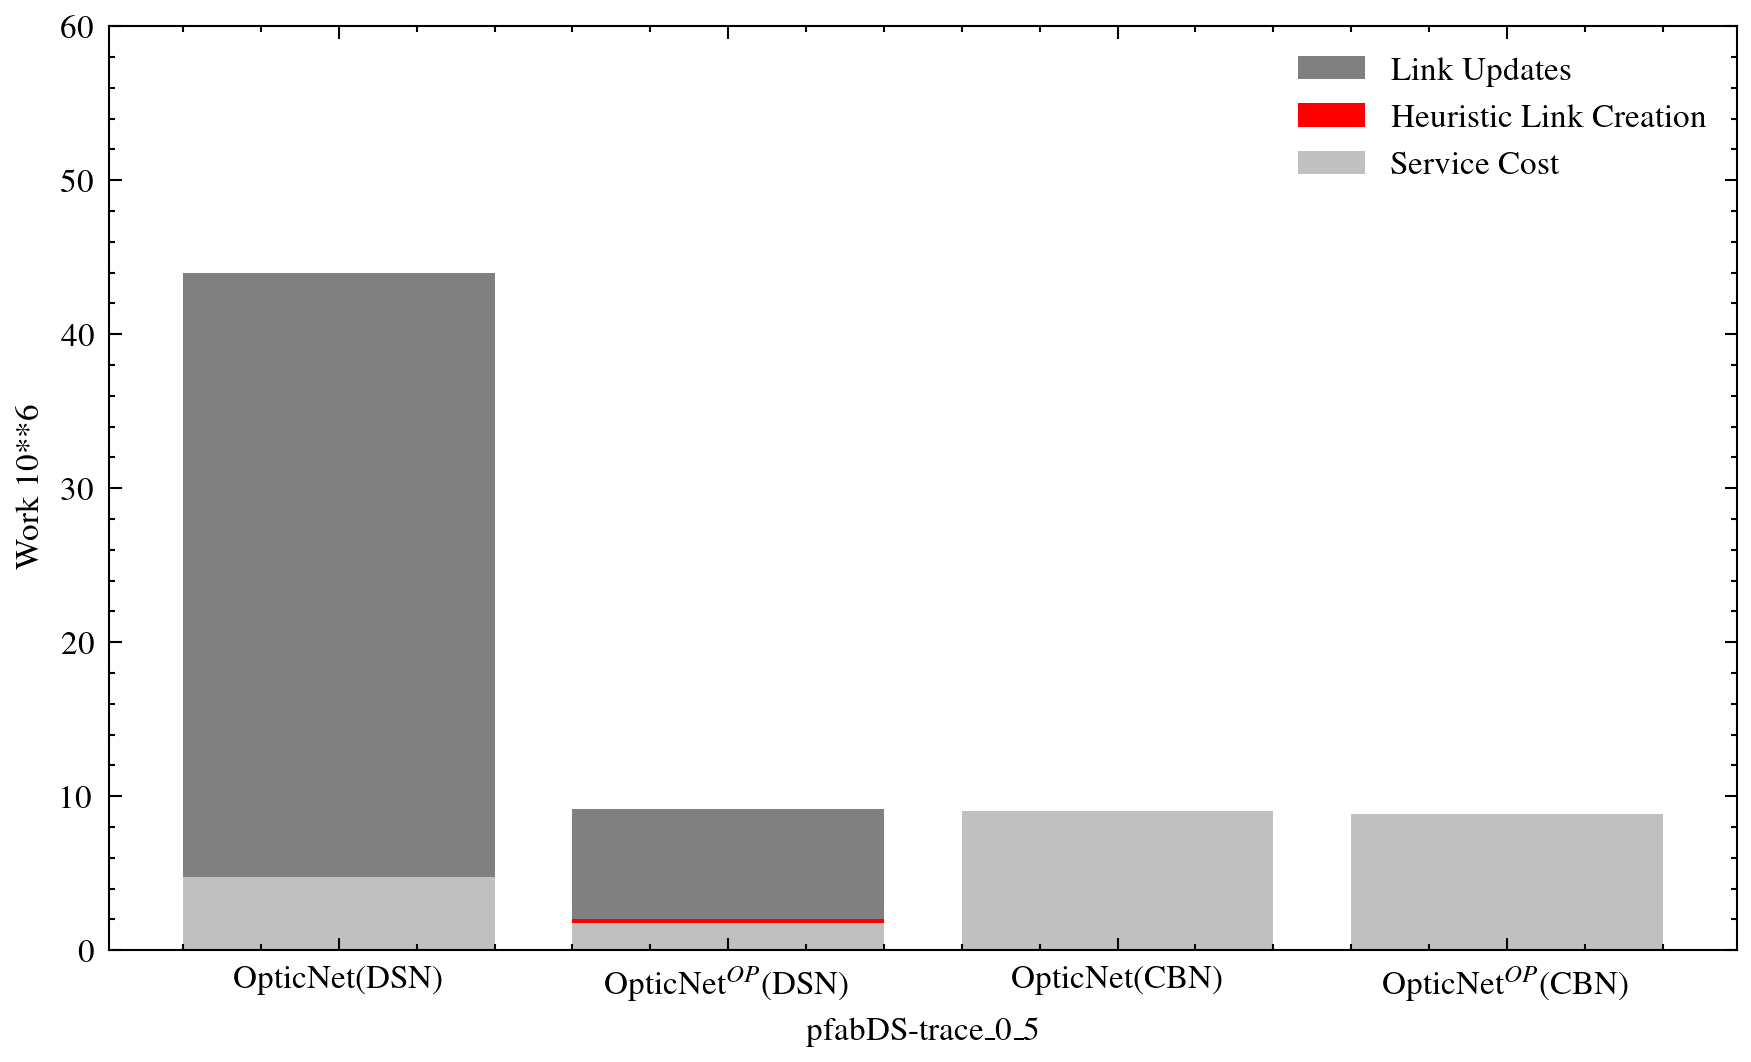 60
50
40
30
20
10
0
Work 10**6
Link Updates
Heuristic Link Creation
Service Cost
OpticNet(DSN) OpticNet^{OP}(DSN) OpticNet(CBN) OpticNet^{OP}(CBN)
pfabDS-trace_0_5